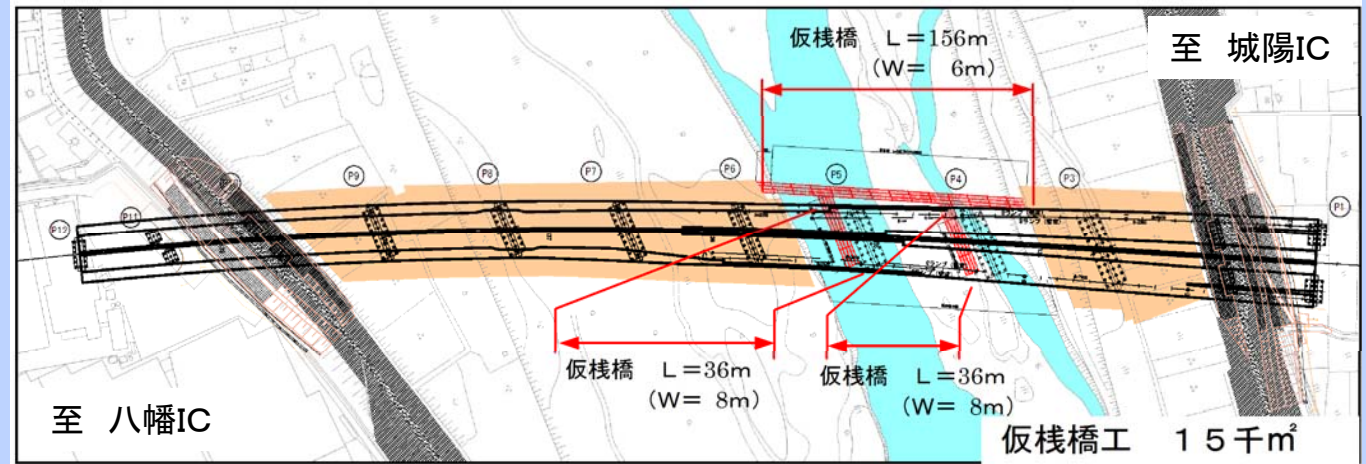 仮桟橋 L=156m
(W= 6m)
至 城陽IC
P9
P8
P7
P6
P5
P4
P3
P1
P12
P11
仮桟橋 L=36m
(W= 8m)
仮桟橋 L=36m
(W= 8m)
至 八幡IC
仮桟橋工 15千㎡